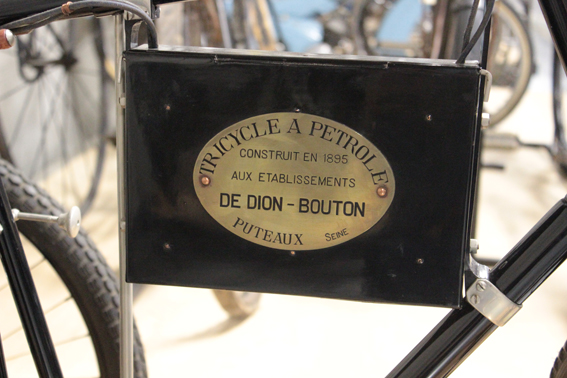 TRICYCLE A PETROLE
CONSTRUIT EN 1895
AUX ETABLISSEMENTS
DE DION - BOUTON
PUTEAUX SEINE